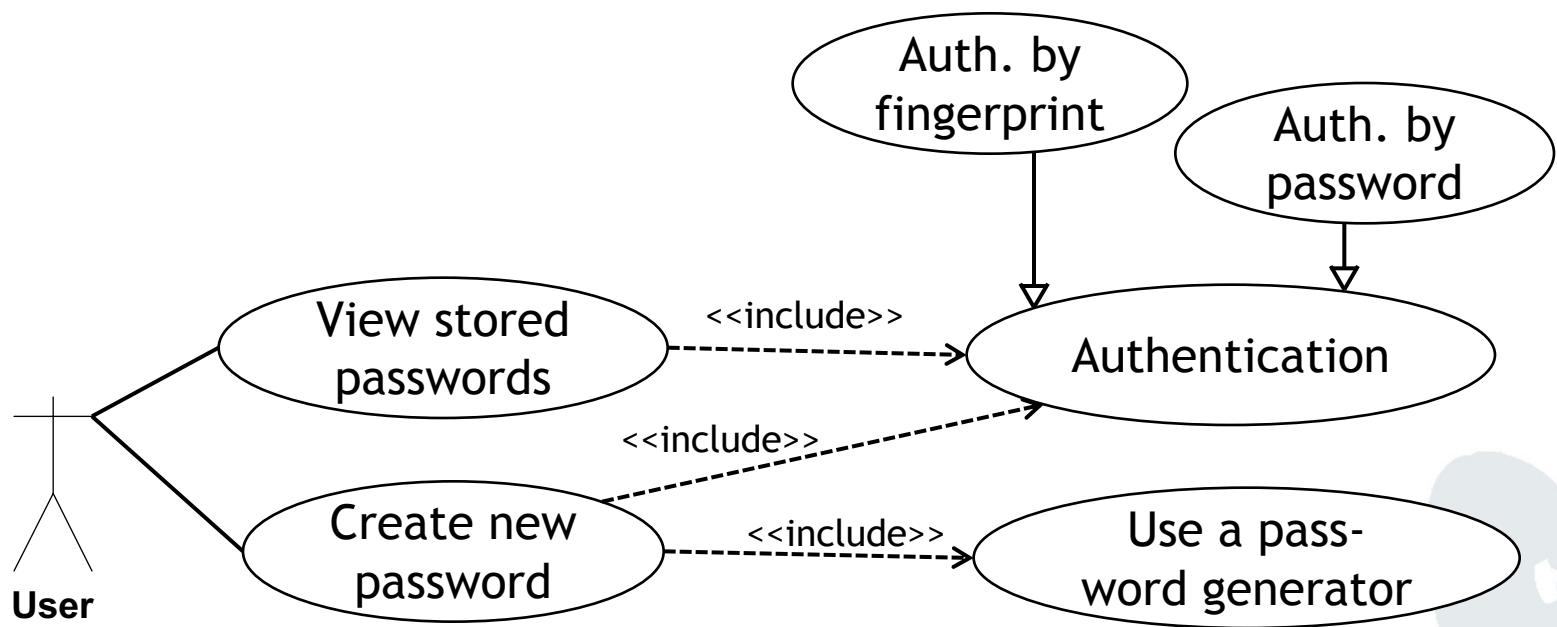 Auth. by
fingerprint
Auth. by
password
View stored
passwords
<<include>>
Authentication
<<include>>
Create new
password
<<include>>
Use a pass-
word generator
User